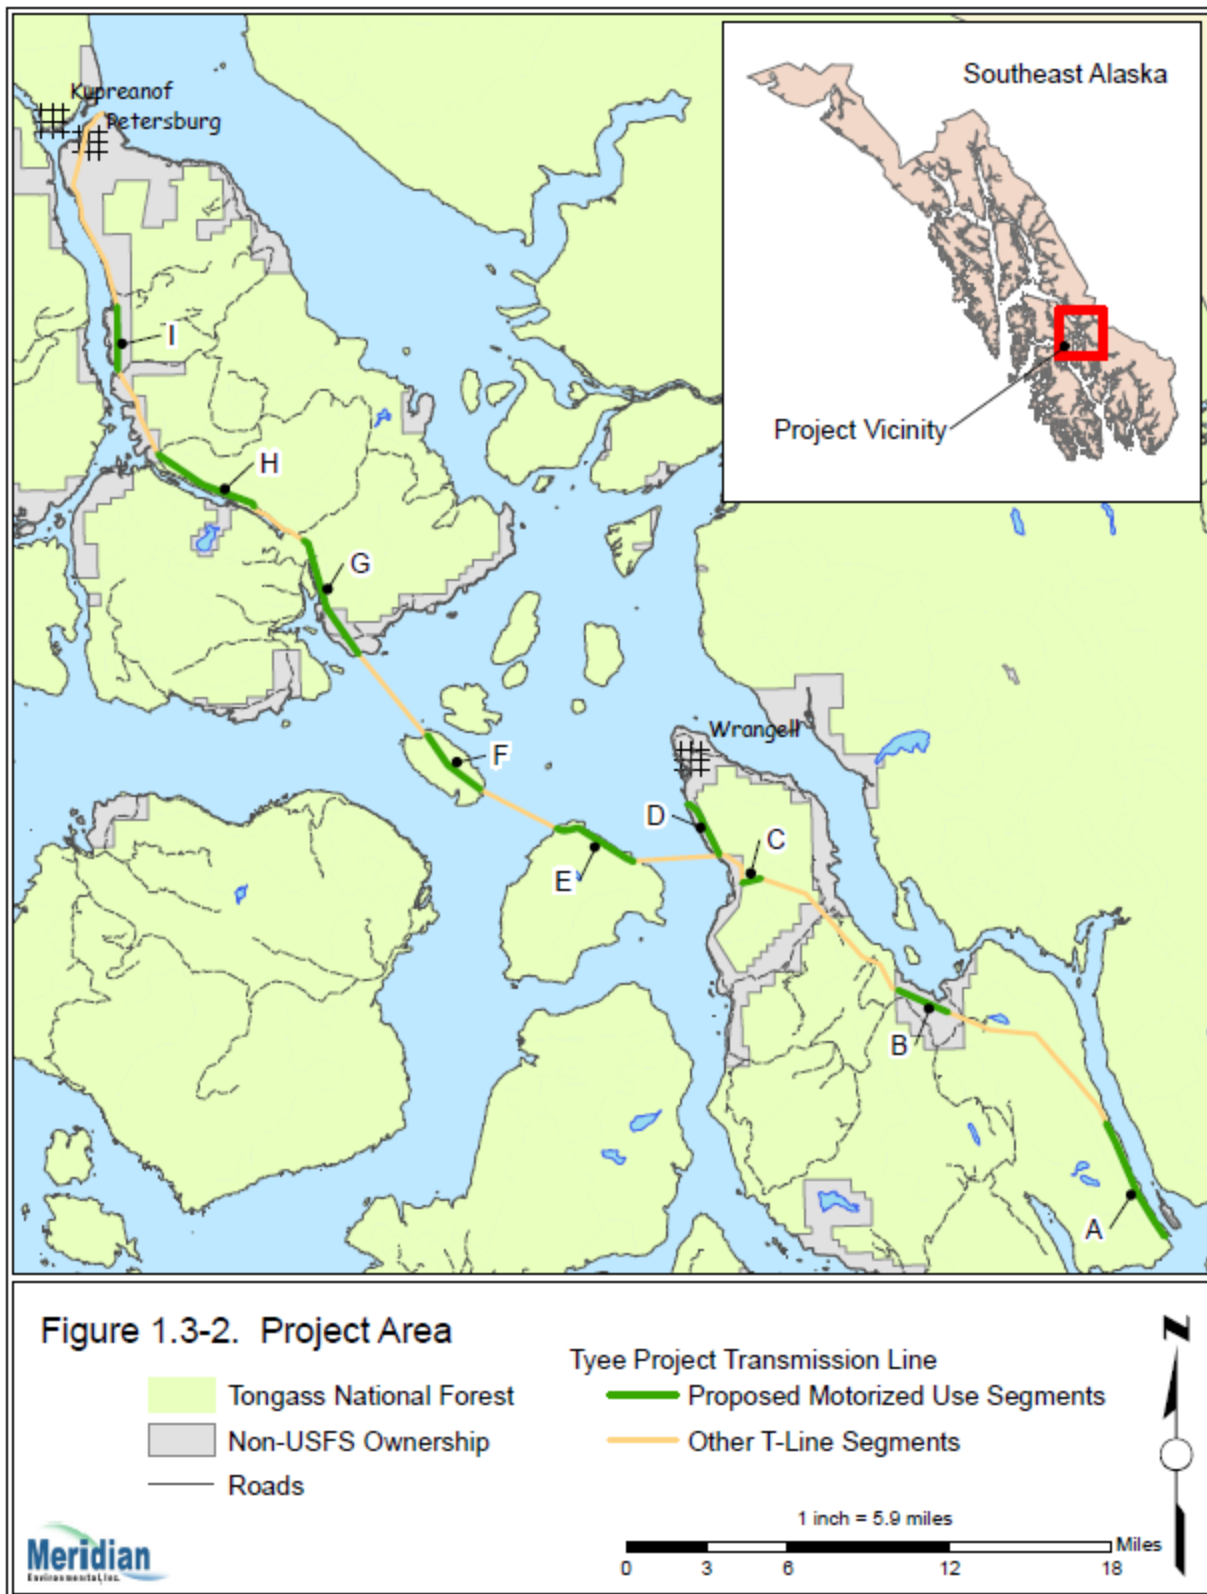 Kupreanof
Petersburg
Southeast Alaska
Project Vicinity
I
H
G
F
E
D
C
Wrangell
B
A
Figure 1.3-2. Project Area
Tongass National Forest
Non-USFS Ownership
Roads
Tyee Project Transmission Line
Proposed Motorized Use Segments
Other T-Line Segments
N
1 inch = 5.9 miles
Miles
0 3 6 12 18
Meridian
Environmental, Inc.